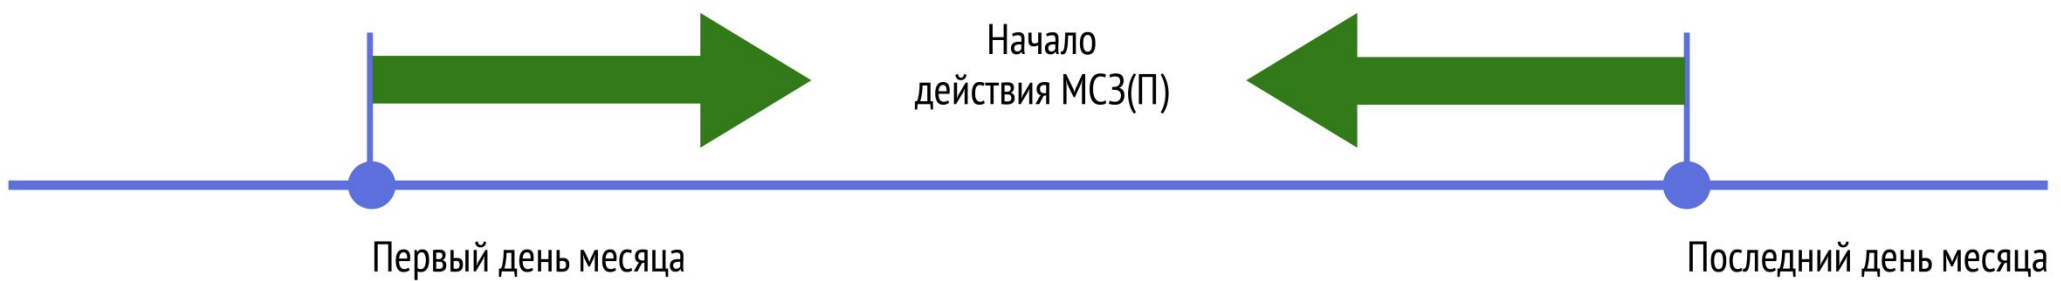 Начало
действия МСЗ(П)
Первый день месяца
Последний день месяца